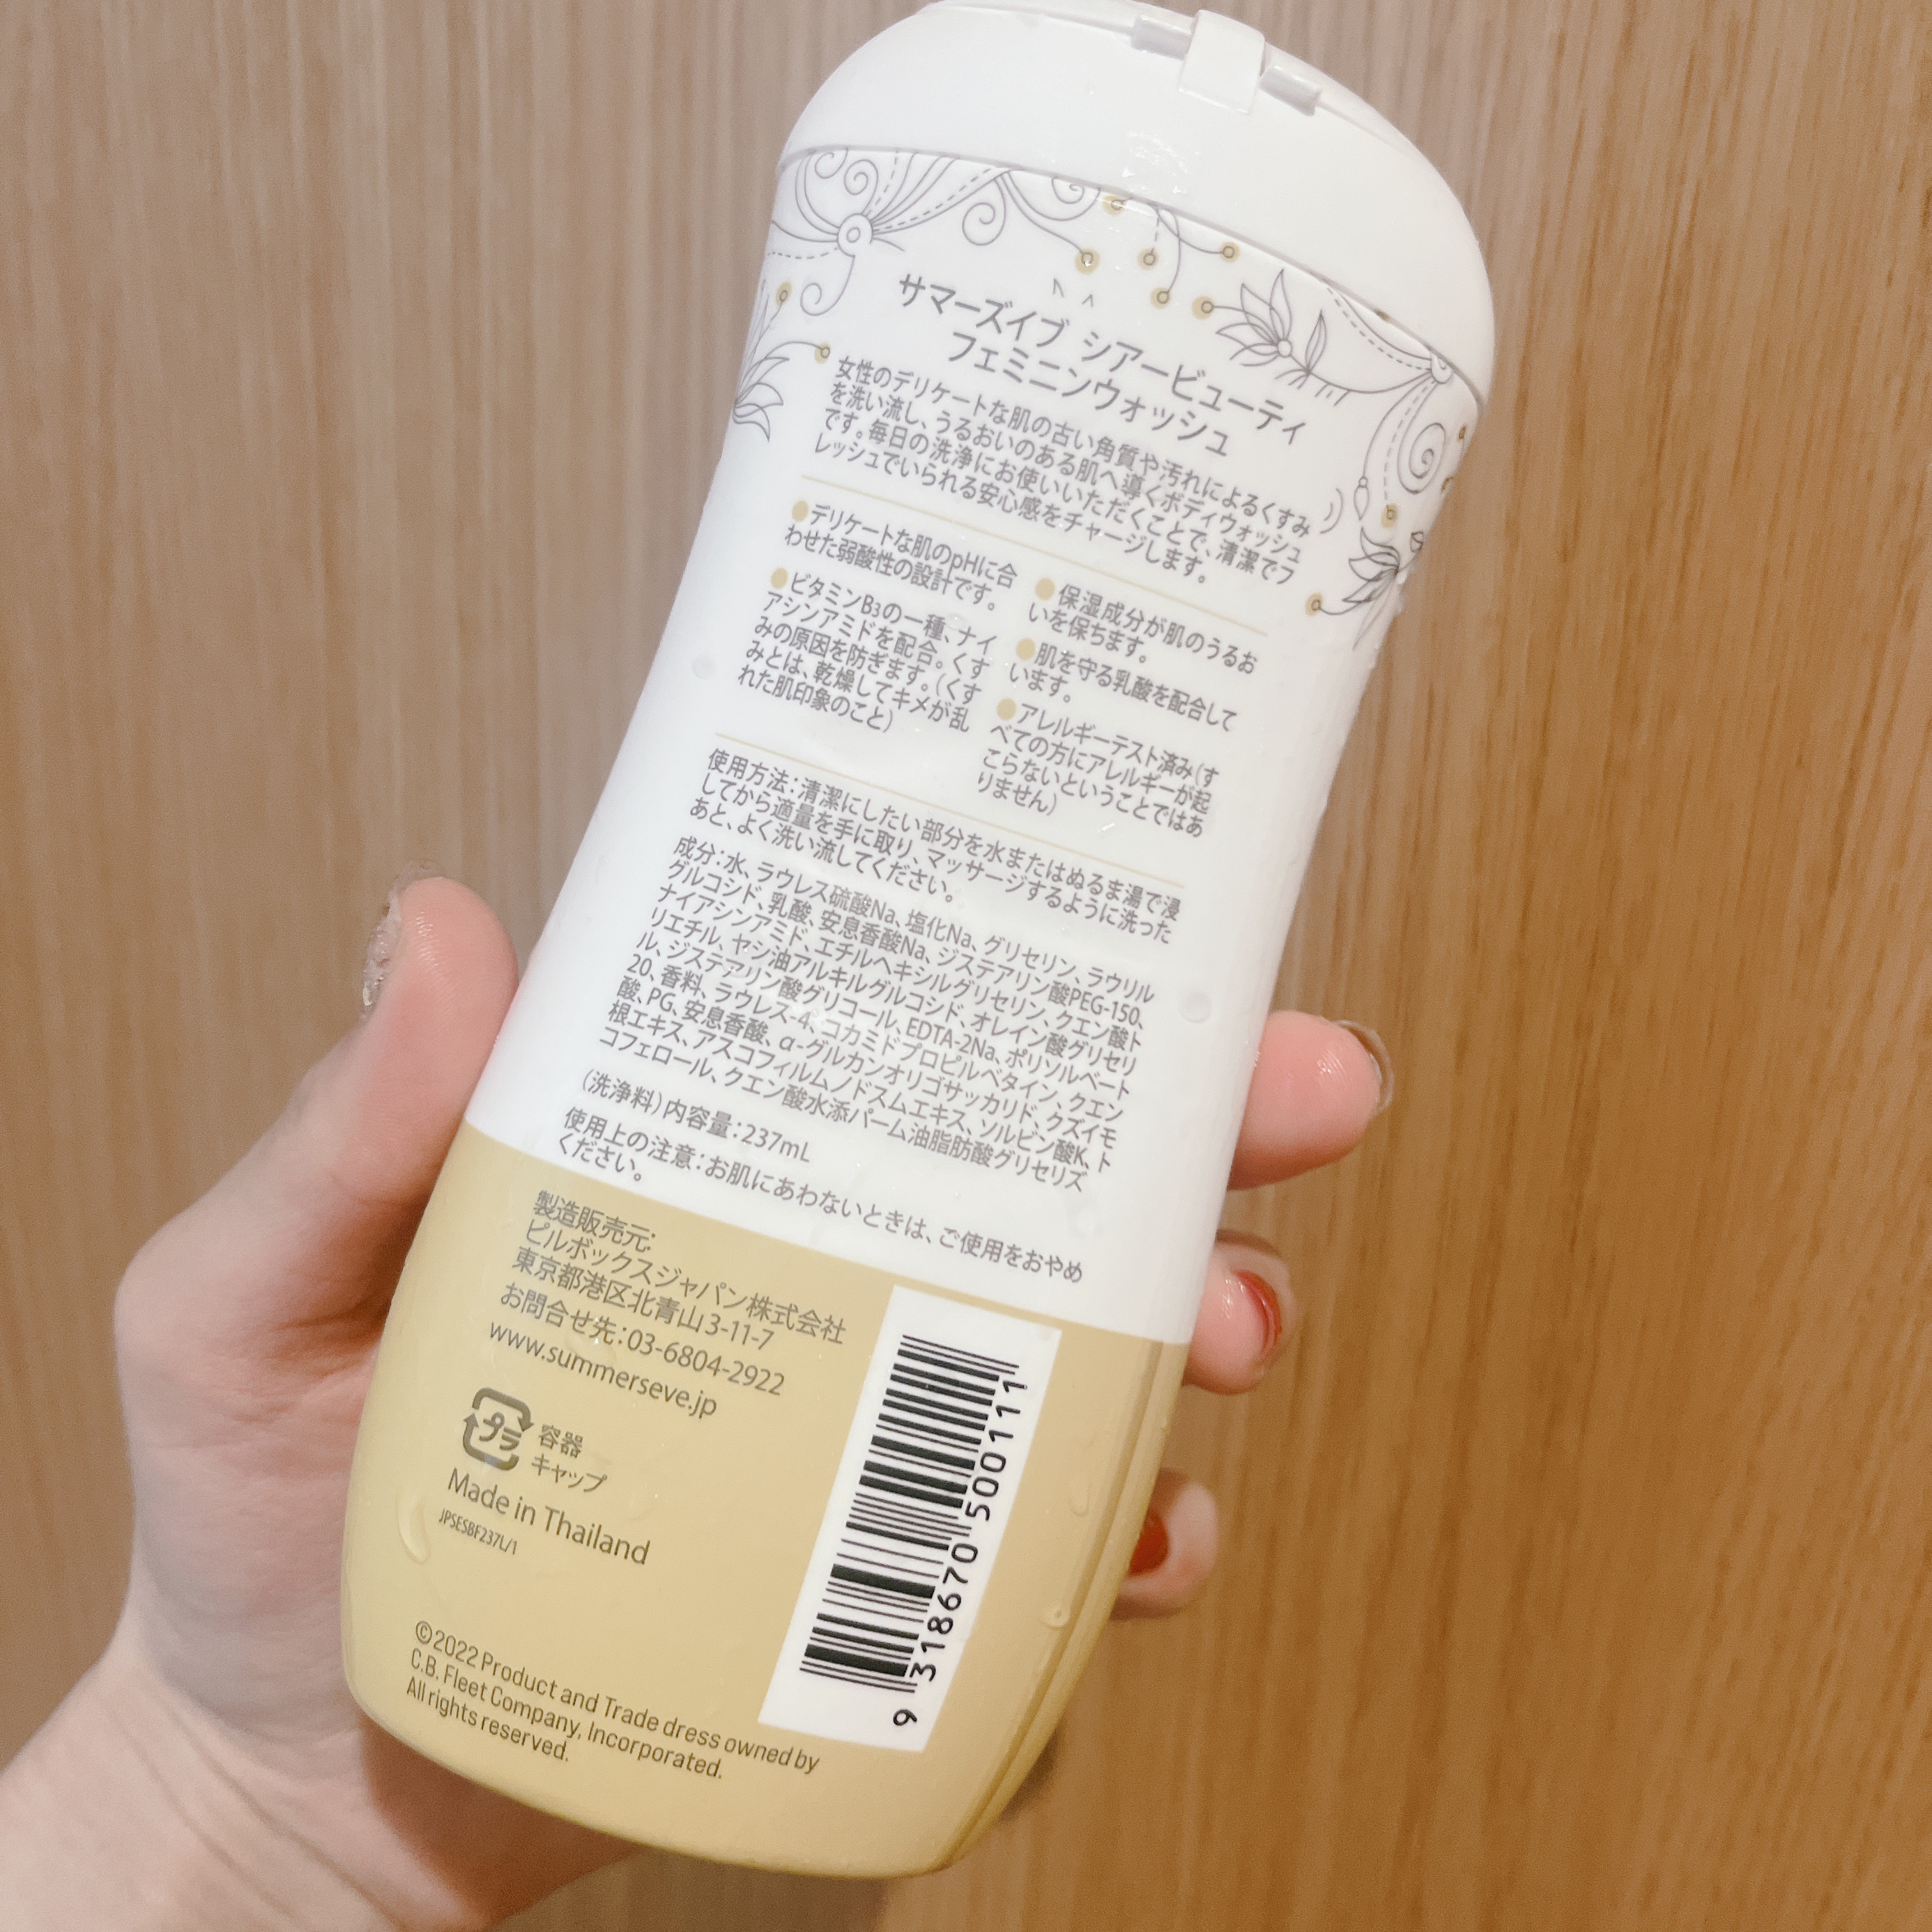 サマーズイブ シアービューティ
フェミニンウォッシュ
女性のデリケートな肌の古い角質や汚れによるくすみ
を洗い流し、うるおいのある肌へ導くボディウォッシュ
です。毎日の洗浄にお使いいただくことで、清潔でフ
レッシュでいられる安心感をチャージします。
●デリケートな肌のpHに合
わせた弱酸性の設計です。
●ビタミンB3の一種、ナイ
アシンアミドを配合。くす
みの原因を防ぎます。(くす
みとは、乾燥してキメが乱
れた肌印象のこと)
●保湿成分が肌のうるお
いを保ちます。
●肌を守る乳酸を配合して
います。
●アレルギーテスト済み(す
べての方にアレルギーが起
こらないということではあ
りません)
使用方法:清潔にしたい部分を水またはぬるま湯で浸
してから適量を手に取り、マッサージするように洗った
あと、よく洗い流してください。
成分:水、ラウレス硫酸Na、塩化Na、グリセリン、ラウリル
グルコシド、乳酸、安息香酸Na、ジステアリン酸PEG-150、
ナイアシンアミド、エチルヘキシルグリセリン、クエン酸ト
リエチル、ヤシ油アルキルグルコシド、オレイン酸グリセリ
ル、ジステアリン酸グリコール、EDTA-2Na、ポリソルベート
20、香料、ラウレス-4、コカミドプロピルベタイン、クエン
酸、PG、安息香酸、α-グルカンオリゴサッカリド、クズイモ
根エキス、アスコフィルムノドスムエキス、ソルビン酸K、ト
コフェロール、クエン酸水添パーム油脂肪酸グリセリズ
(洗浄料)内容量:237mL
使用上の注意:お肌にあわないときは、ご使用をおやめ
ください。
製造販売元:
ピルボックスジャパン株式会社
東京都港区北青山3-11-7
お問合せ先:03-6804-2922
www.summerseve.jp
プラ
容器
キャップ
Made in Thailand
JPSESBF237L/1
©2022 Product and Trade dress owned by
C.B. Fleet Company, Incorporated.
All rights reserved.
9 318670 500111